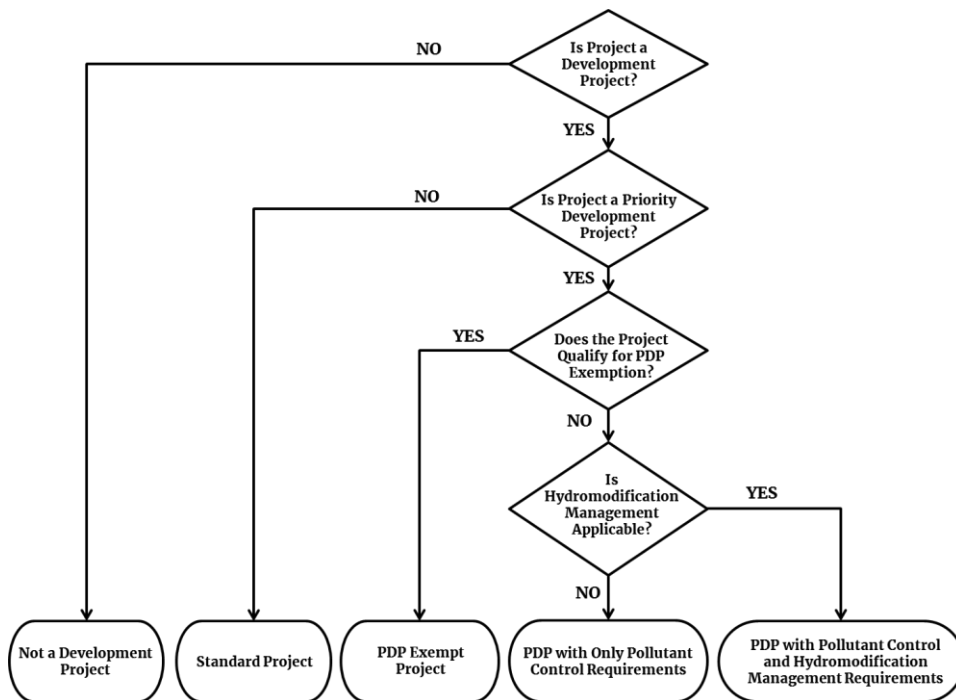 NO
Is Project a
Development
Project?
YES
NO
Is Project a Priority
Development
Project?
YES
YES
Does the Project
Qualify for PDP
Exemption?
NO
Is
Hydromodification
Management
Applicable?
YES
NO
Not a Development
Project
Standard Project
PDP Exempt
Project
PDP with Only Pollutant
Control Requirements
PDP with Pollutant Control
and Hydromodification
Management Requirements